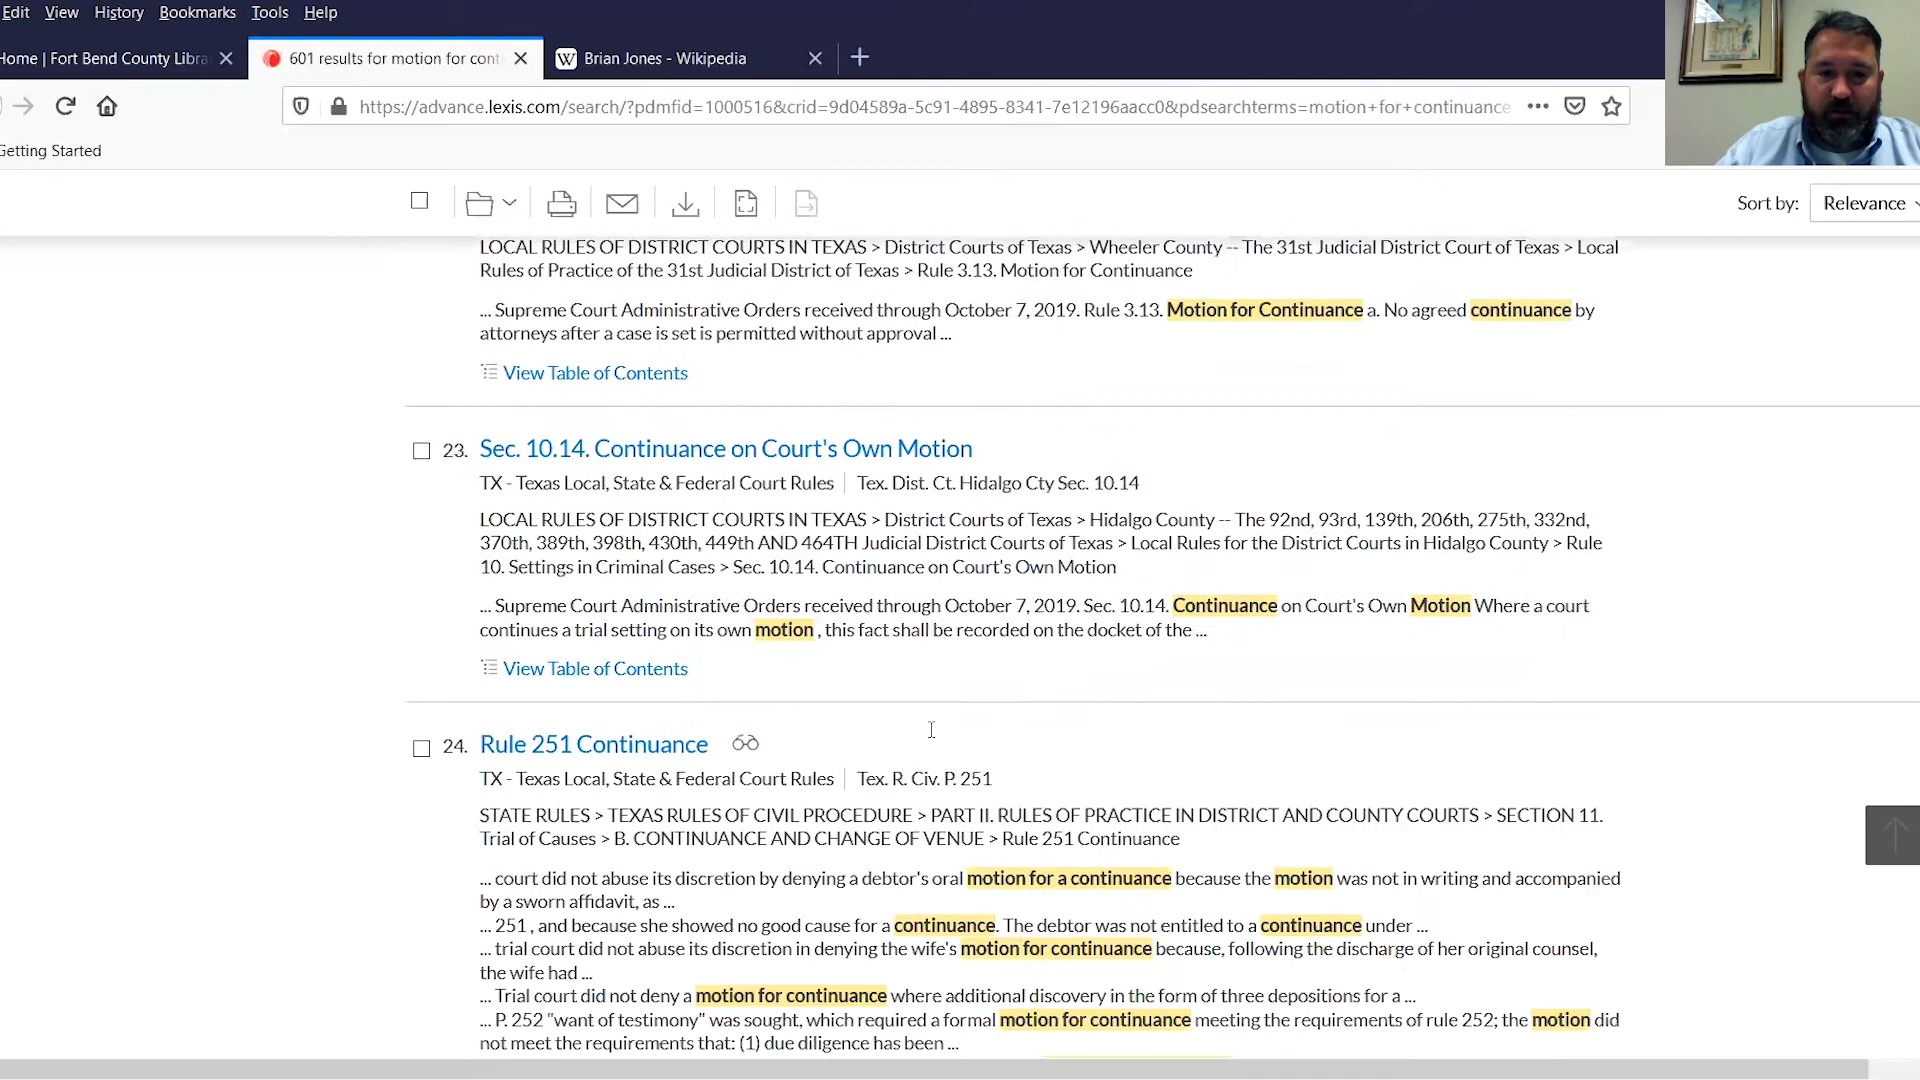 Edit View History Bookmarks Tools Help
Home | Fort Bend County Libra
601 results for motion for cont
Brian Jones - Wikipedia
https://advance.lexis.com/search/?pdmfid=1000516&crid=9d04589a-5c91-4895-8341-7e12196aacc0&pdsearchterms=motion+for+continuance
Getting Started
Sort by: Relevance
LOCAL RULES OF DISTRICT COURTS IN TEXAS > District Courts of Texas > Wheeler County -- The 31st Judicial District Court of Texas > Local
Rules of Practice of the 31st Judicial District of Texas > Rule 3.13. Motion for Continuance
... Supreme Court Administrative Orders received through October 7, 2019. Rule 3.13. Motion for Continuance a. No agreed continuance by
attorneys after a case is set is permitted without approval ...
View Table of Contents
23. Sec. 10.14. Continuance on Court's Own Motion
TX - Texas Local, State & Federal Court Rules | Tex. Dist. Ct. Hidalgo Cty Sec. 10.14
LOCAL RULES OF DISTRICT COURTS IN TEXAS > District Courts of Texas > Hidalgo County -- The 92nd, 93rd, 139th, 206th, 275th, 332nd,
370th, 389th, 398th, 430th, 449th AND 464TH Judicial District Courts of Texas > Local Rules for the District Courts in Hidalgo County > Rule
10. Settings in Criminal Cases > Sec. 10.14. Continuance on Court's Own Motion
... Supreme Court Administrative Orders received through October 7, 2019. Sec. 10.14. Continuance on Court's Own Motion Where a court
continues a trial setting on its own motion , this fact shall be recorded on the docket of the ...
View Table of Contents
24. Rule 251 Continuance
TX - Texas Local, State & Federal Court Rules | Tex. R. Civ. P. 251
STATE RULES > TEXAS RULES OF CIVIL PROCEDURE > PART II. RULES OF PRACTICE IN DISTRICT AND COUNTY COURTS > SECTION 11.
Trial of Causes > B. CONTINUANCE AND CHANGE OF VENUE > Rule 251 Continuance
... court did not abuse its discretion by denying a debtor's oral motion for a continuance because the motion was not in writing and accompanied
by a sworn affidavit, as ...
... 251 , and because she showed no good cause for a continuance. The debtor was not entitled to a continuance under ...
... trial court did not abuse its discretion in denying the wife's motion for continuance because, following the discharge of her original counsel,
the wife had ...
... Trial court did not deny a motion for continuance where additional discovery in the form of three depositions for a ...
... P. 252 "want of testimony" was sought, which required a formal motion for continuance meeting the requirements of rule 252; the motion did
not meet the requirements that: (1) due diligence has been ...